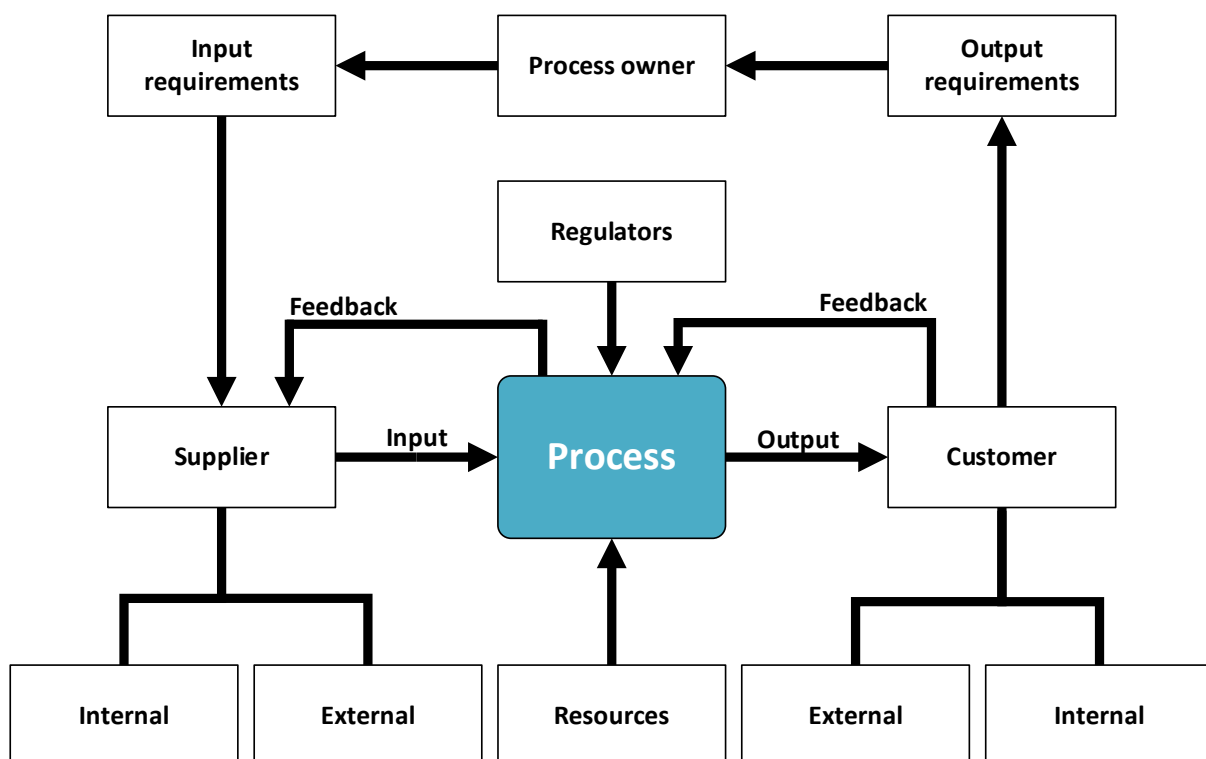 Input
requirements
Process owner
Output
requirements
Regulators
Feedback
Feedback
Supplier
Input
Process
Output
Customer
Internal
External
Resources
External
Internal